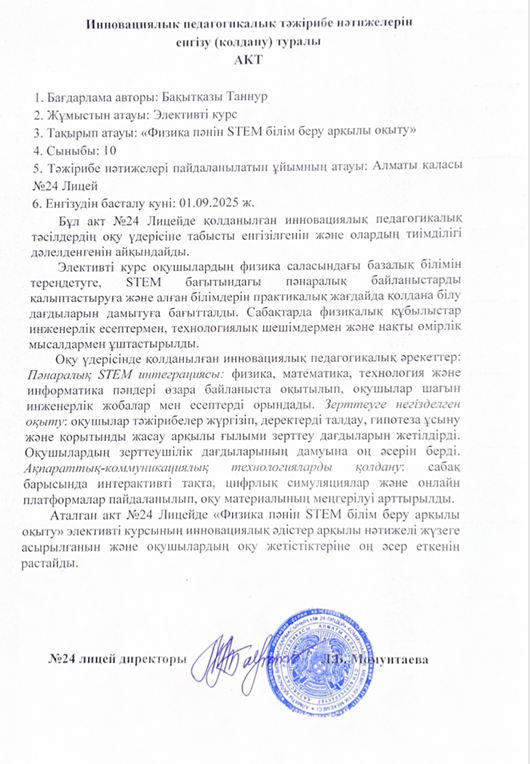 Инновациялық педагогикалық тәжірибе нәтижелерін
енгізу (қолдану) туралы
АКТ
1. Бағдарлама авторы: Бақытқазы Таннур
2. Жұмыстың атауы: Элективті курс
3. Тақырып атауы: «Физика пәнін STEM білім беру арқылы оқыту»
4. Сыныбы: 10
5. Тәжірибе нәтижелері пайдаланылатын ұйымның атауы: Алматы қаласы
№24 Лицей
6. Енгізудің басталу күні: 01.09.2025 ж.
Бұл акт №24 Лицейде қолданылған инновациялық педагогикалық
тәсілдердің оқу үдерісіне табысты енгізілгенін және олардың тиімділігі
дәлелденгенін айқындайды.
Элективті курс оқушылардың физика саласындағы базалық білімін
тереңдетуге, STEM бағытындағы пәнаралық байланыстарды
қалыптастыруға және алған білімдерін практикалық жағдайда қолдана білу
дағдыларын дамытуға бағытталды. Сабақтарда физикалық құбылыстар
инженерлік есептермен, технологиялық шешімдермен және нақты өмірлік
мысалдармен ұштастырылды.
Оқу үдерісінде қолданылған инновациялық педагогикалық әрекеттер:
Пәнаралық STEM интеграциясы: физика, математика, технология және
информатика пәндері өзара байланыста оқытылып, оқушылар шағын
инженерлік жобалар мен есептерді орындады. Зерттеуге негізделген
оқыту: оқушылар тәжірибелер жүргізіп, деректерді талдау, гипотеза ұсыну
және қорытынды жасау арқылы ғылыми зерттеу дағдыларын жетілдірді.
Оқушылардың зерттеушілік дағдыларының дамуына оң әсерін берді.
Ақпараттық-коммуникациялық технологияларды қолдану: сабақ
барысында интерактивті тақта, цифрлық симуляциялар және онлайн
платформалар пайдаланылып, оқу материалының меңгерілуі арттырылды.
Аталған акт №24 Лицейде «Физика пәнін STEM білім беру арқылы
оқыту» элективті курсының инновациялық әдістер арқылы нәтижелі жүзеге
асырылғанын және оқушылардың оқу жетістіктеріне оң әсер еткенін
растайды.
№24 лицей директоры Момунтаева